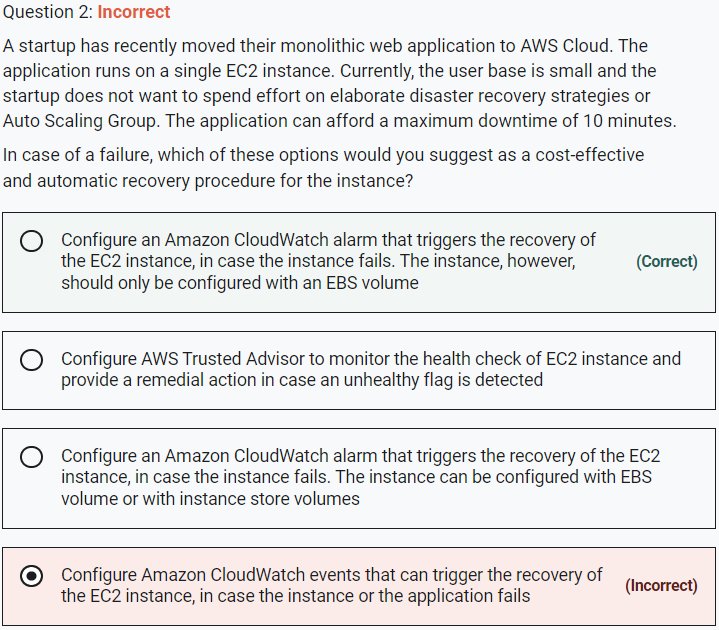 Question 2: Incorrect
A startup has recently moved their monolithic web application to AWS Cloud. The
application runs on a single EC2 instance. Currently, the user base is small and the
startup does not want to spend effort on elaborate disaster recovery strategies or
Auto Scaling Group. The application can afford a maximum downtime of 10 minutes.
In case of a failure, which of these options would you suggest as a cost-effective
and automatic recovery procedure for the instance?
Configure an Amazon CloudWatch alarm that triggers the recovery of
the EC2 instance, in case the instance fails. The instance, however,
should only be configured with an EBS volume
(Correct)
Configure AWS Trusted Advisor to monitor the health check of EC2 instance and
provide a remedial action in case an unhealthy flag is detected
Configure an Amazon CloudWatch alarm that triggers the recovery of the EC2
instance, in case the instance fails. The instance can be configured with EBS
volume or with instance store volumes
Configure Amazon CloudWatch events that can trigger the recovery of
the EC2 instance, in case the instance or the application fails
(Incorrect)